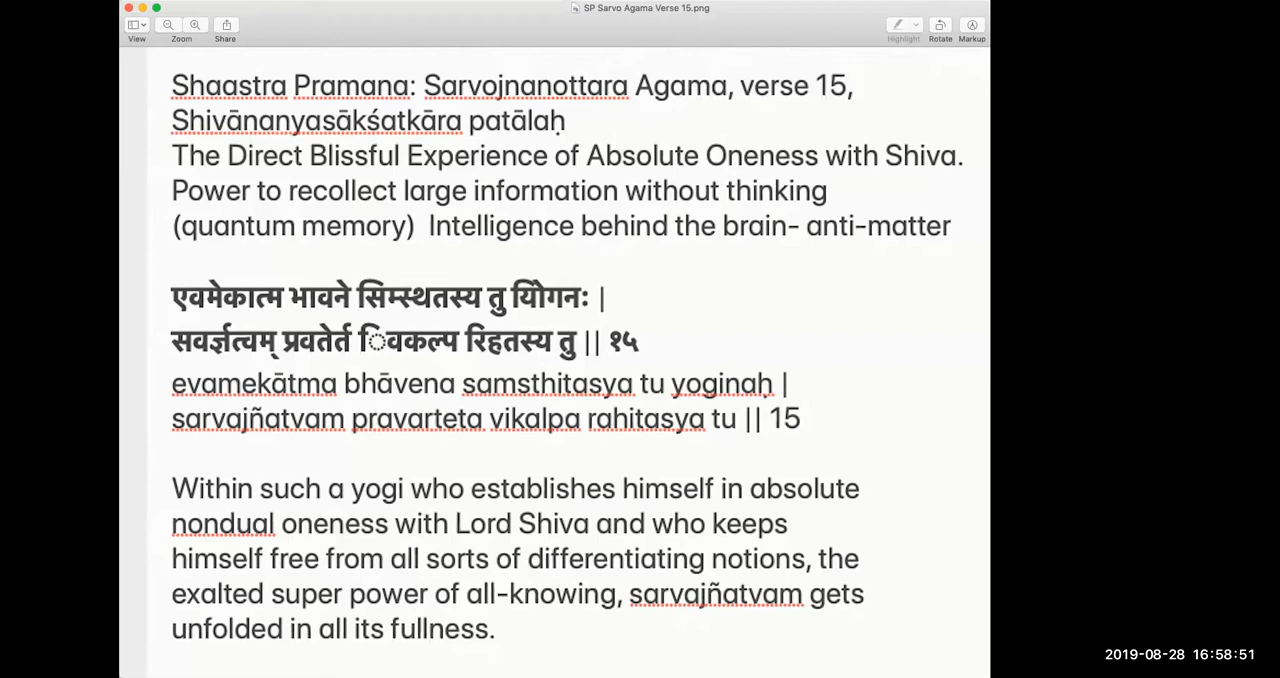 SP Sarvo Agama Verse 15.png
View Zoom Share Highlight Rotate Markup
Shaastra Pramana: Sarvojnanottara Agama, verse 15,
Shivānanyasākśatkāra patālaḥ
The Direct Blissful Experience of Absolute Oneness with Shiva.
Power to recollect large information without thinking
(quantum memory) Intelligence behind the brain- anti-matter
एवमेकात्म भावने सिम्स्थतस्य तु योिगनः |
सवर्ज्ञत्वम् प्रवतेर्त िवकल्प रिहतस्य तु || १५
evamekātma bhāvena samsthitasya tu yoginaḥ |
sarvajñatvam pravarteta vikalpa rahitasya tu || 15
Within such a yogi who establishes himself in absolute
nondual oneness with Lord Shiva and who keeps
himself free from all sorts of differentiating notions, the
exalted super power of all-knowing, sarvajñatvam gets
unfolded in all its fullness.
2019-08-28 16:58:51